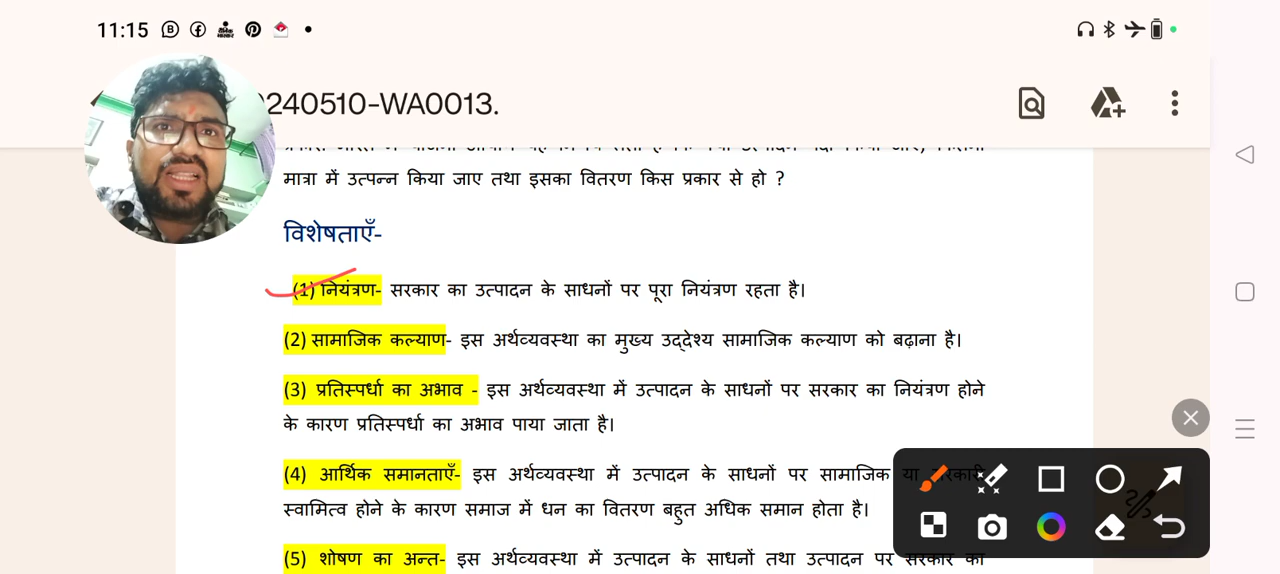 11:15
0240510-WA0013.
मात्रा में उत्पन्न किया जाए तथा इसका वितरण किस प्रकार से हो ?
विशेषताएँ-
(1) नियंत्रण- सरकार का उत्पादन के साधनों पर पूरा नियंत्रण रहता है।
(2) सामाजिक कल्याण- इस अर्थव्यवस्था का मुख्य उद्देश्य सामाजिक कल्याण को बढ़ाना है।
(3) प्रतिस्पर्धा का अभाव - इस अर्थव्यवस्था में उत्पादन के साधनों पर सरकार का नियंत्रण होने
के कारण प्रतिस्पर्धा का अभाव पाया जाता है।
(4) आर्थिक समानताएँ- इस अर्थव्यवस्था में उत्पादन के साधनों पर सामाजिक या सरकारी
स्वामित्व होने के कारण समाज में धन का वितरण बहुत अधिक समान होता है।
(5) शोषण का अन्त- इस अर्थव्यवस्था में उत्पादन के साधनों तथा उत्पादन पर सरकार का